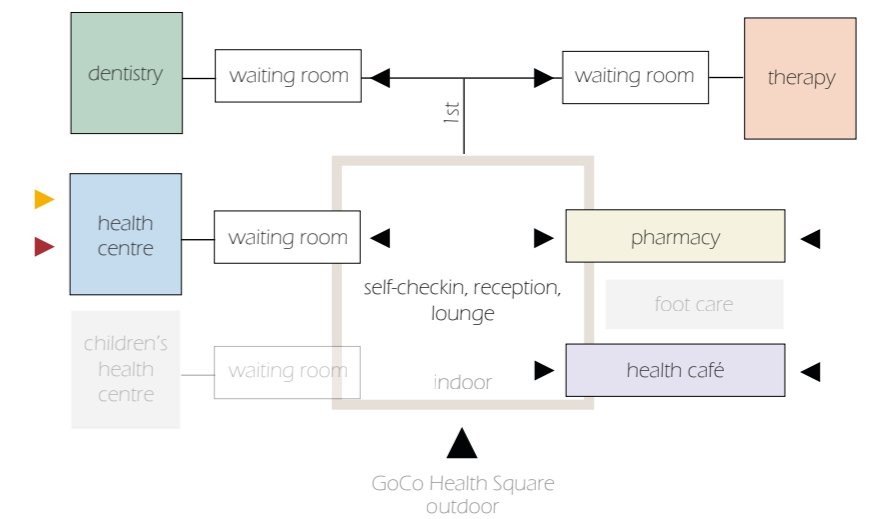 dentistry
waiting room
waiting room
therapy
1st
health
centre
waiting room
pharmacy
self-checkin, reception,
lounge
foot care
children's
health
centre
waiting room
indoor
health café
GoCo Health Square
outdoor